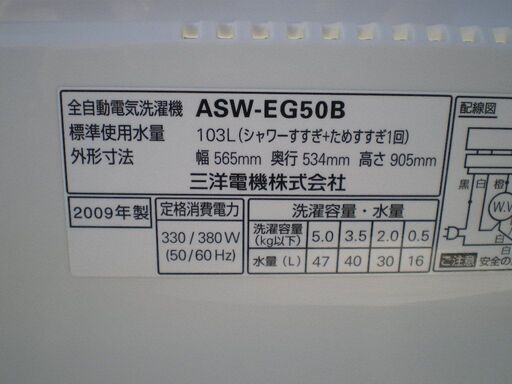 全自動電気洗濯機 ASW-EG50B
標準使用水量 103L(シャワーすすぎ+ためすすぎ1回)
外形寸法 幅 565mm 奥行 534mm 高さ 905mm
三洋電機株式会社
2009年製
定格消費電力
330/380W
(50/60Hz)
洗濯容量・水量
洗濯容量(kg以下) 5.0 3.5 2.0 0.5
水量(L) 47 40 30 16
配線図
黒 白 橙
W.V
白
白
ご注意 安全の